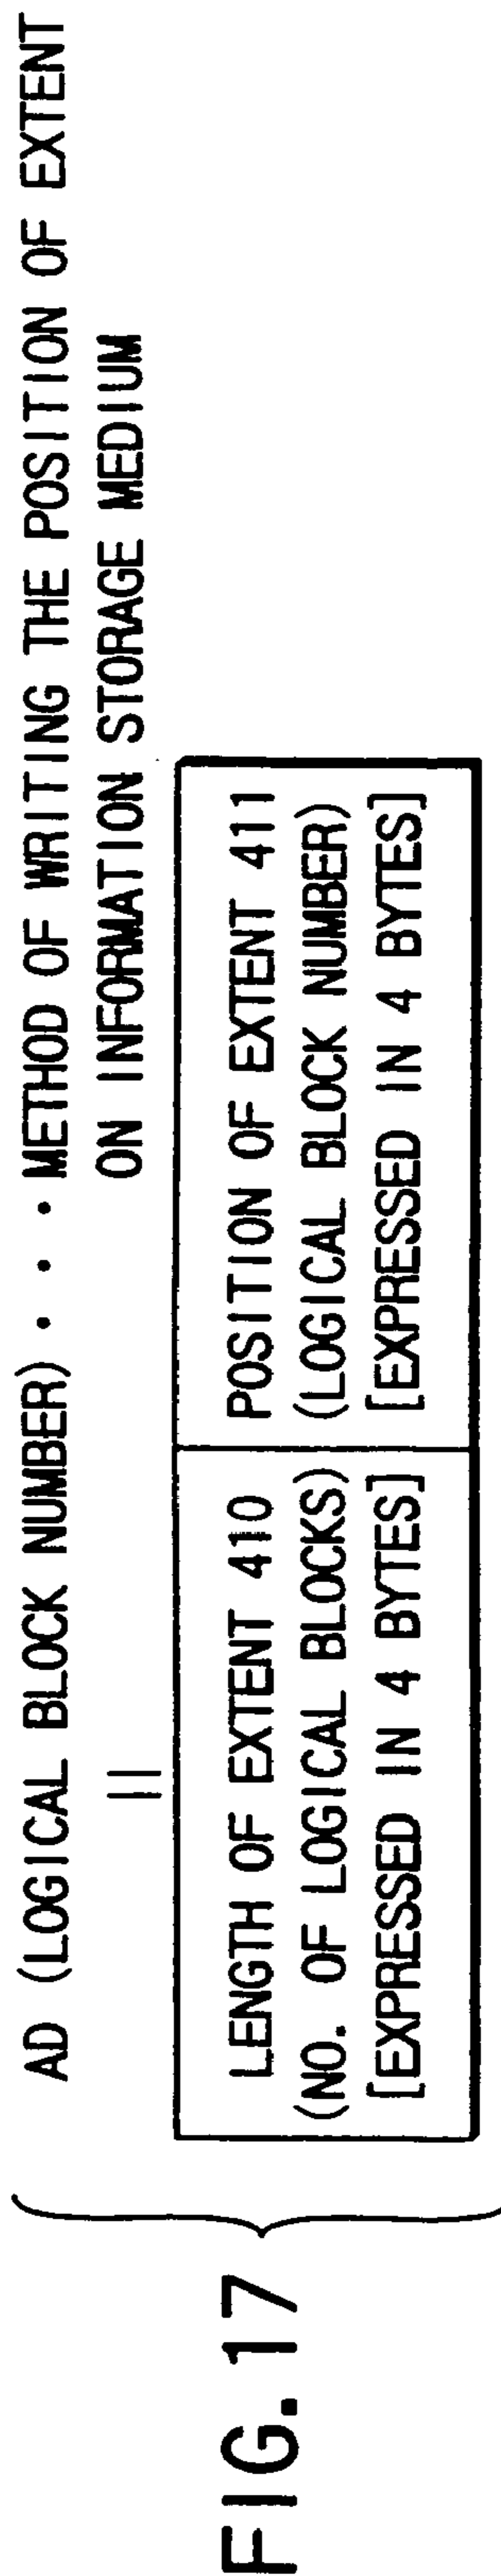 AD (LOGICAL BLOCK NUMBER) • • • METHOD OF WRITING THE POSITION OF EXTENT
ON INFORMATION STORAGE MEDIUM
=
LENGTH OF EXTENT 410
(NO. OF LOGICAL BLOCKS)
[EXPRESSED IN 4 BYTES]
POSITION OF EXTENT 411
(LOGICAL BLOCK NUMBER)
[EXPRESSED IN 4 BYTES]
FIG. 17